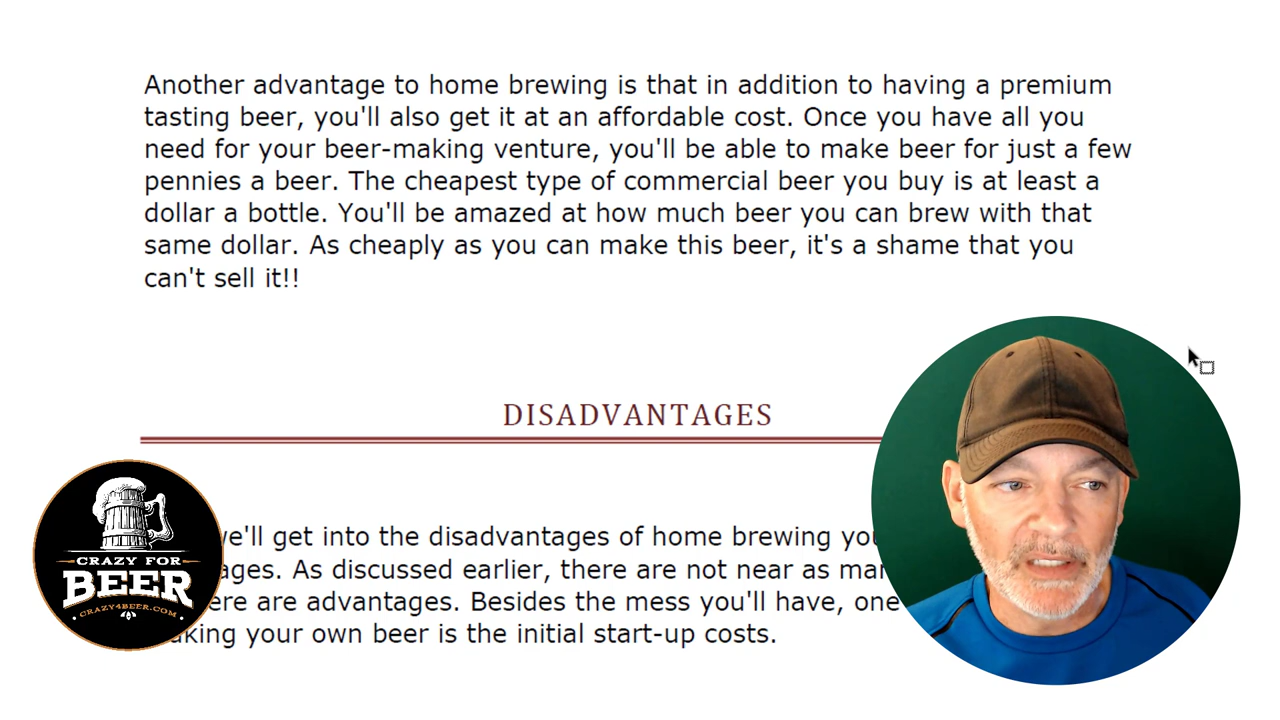 Another advantage to home brewing is that in addition to having a premium
tasting beer, you'll also get it at an affordable cost. Once you have all you
need for your beer-making venture, you'll be able to make beer for just a few
pennies a beer. The cheapest type of commercial beer you buy is at least a
dollar a bottle. You'll be amazed at how much beer you can brew with that
same dollar. As cheaply as you can make this beer, it's a shame that you
can't sell it!!
DISADVANTAGES
we'll get into the disadvantages of home brewing
As discussed earlier, there are not near as
are advantages. Besides the mess you'll have, one
your own beer is the initial start-up costs.
CRAZY FOR
BEER
CRAZY4BEER.COM